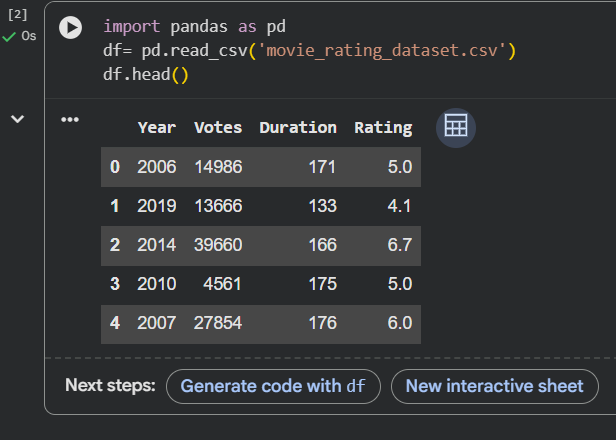 [2]
0s
import pandas as pd
df= pd.read_csv('movie_rating_dataset.csv')
df.head()
Year Votes Duration Rating
0 2006 14986 171 5.0
1 2019 13666 133 4.1
2 2014 39660 166 6.7
3 2010 4561 175 5.0
4 2007 27854 176 6.0
Next steps: Generate code with df New interactive sheet